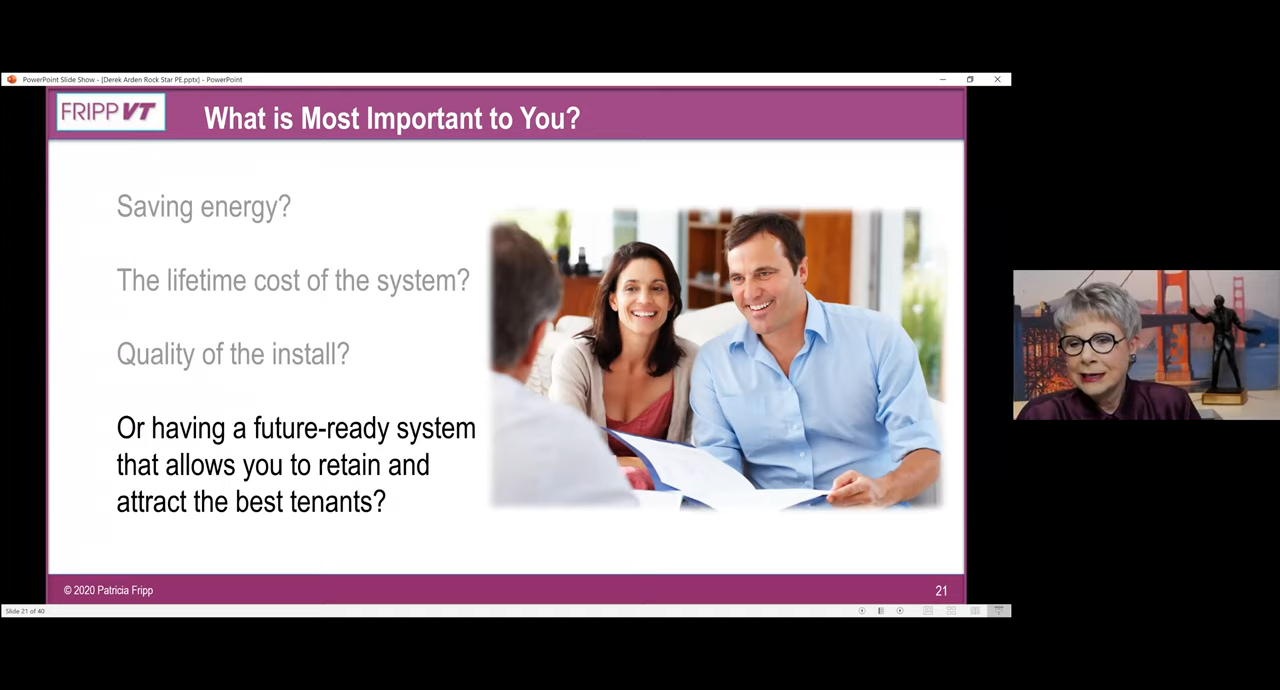 PowerPoint Slide Show - [Derek Arden Rock Star PE.pptx] - PowerPoint
FRIPP VT
What is Most Important to You?
Saving energy?
The lifetime cost of the system?
Quality of the install?
Or having a future-ready system
that allows you to retain and
attract the best tenants?
© 2020 Patricia Fripp
21
Slide 21 of 40